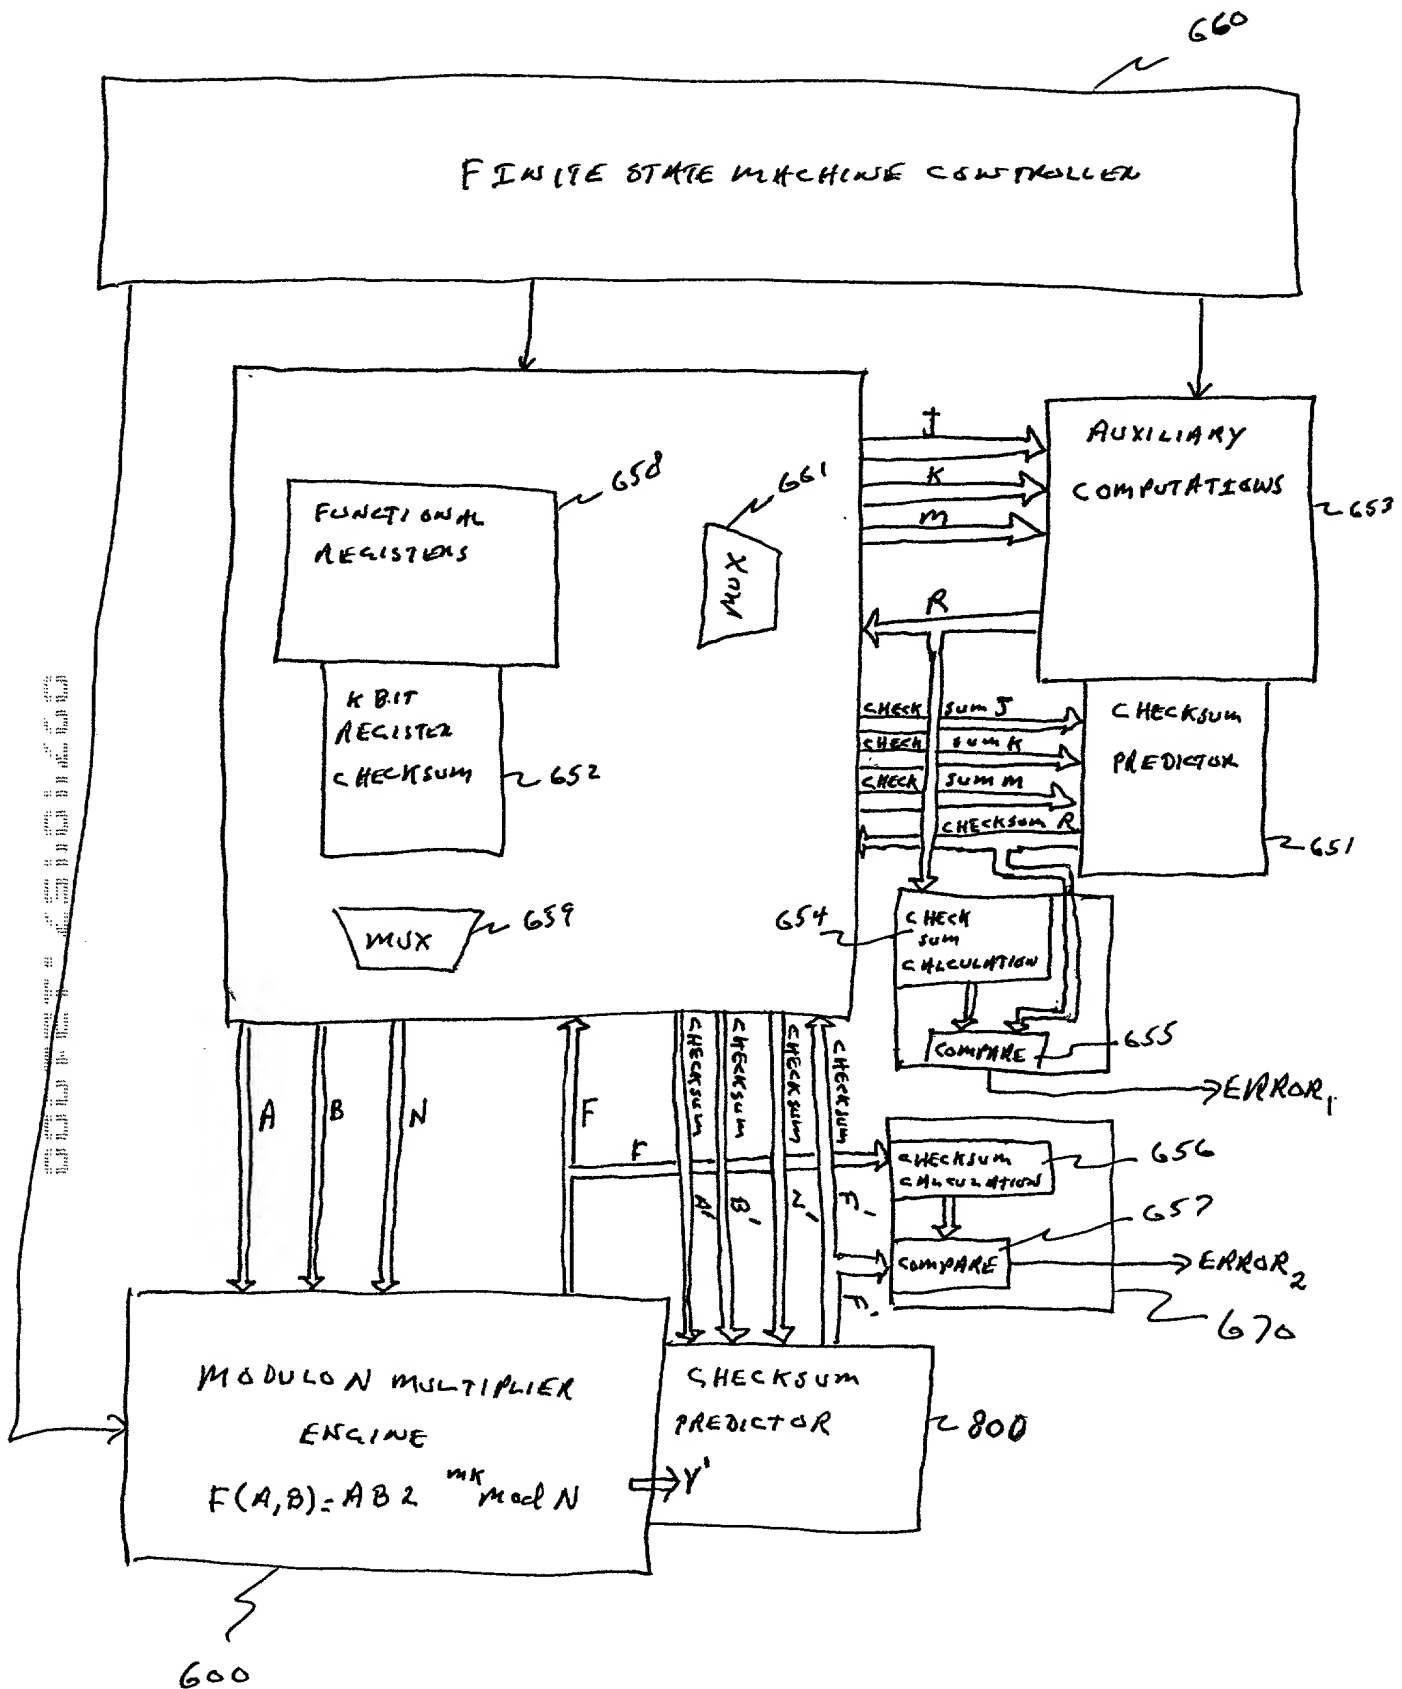 660
FINITE STATE MACHINE CONTROLLER
J
K
M
R
AUXILIARY
COMPUTATIONS
653
FUNCTIONAL
REGISTERS
658
661
MUX
K BIT
REGISTER
CHECKSUM
652
MUX
659
CHECK SUM J
CHECK SUM K
CHECK SUM M
CHECKSUM R
CHECKSUM
PREDICTOR
651
654
CHECK
SUM
CALCULATION
COMPARE
655
ERROR1
A
B
N
F
F
CHECKSUM A'
CHECKSUM B'
CHECKSUM N'
CHECKSUM F'
F'
CHECKSUM
CALCULATION
656
657
COMPARE
ERROR2
670
MODULO N MULTIPLIER
ENGINE
F(A,B)=AB2 mK mod N
Y'
CHECKSUM
PREDICTOR
800
600